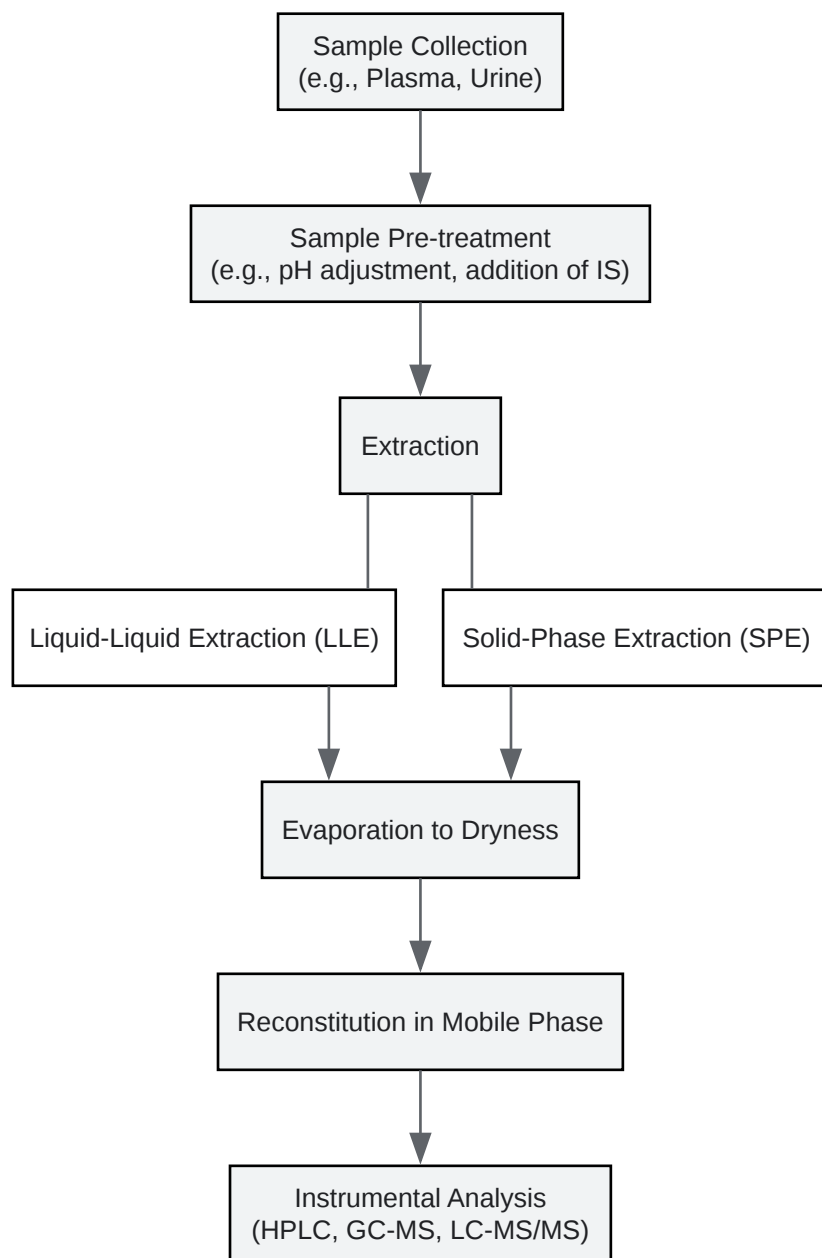 Sample Collection
(e.g., Plasma, Urine)
Sample Pre-treatment
(e.g., pH adjustment, addition of IS)
Extraction
Liquid-Liquid Extraction (LLE)
Solid-Phase Extraction (SPE)
Evaporation to Dryness
Reconstitution in Mobile Phase
Instrumental Analysis
(HPLC, GC-MS, LC-MS/MS)